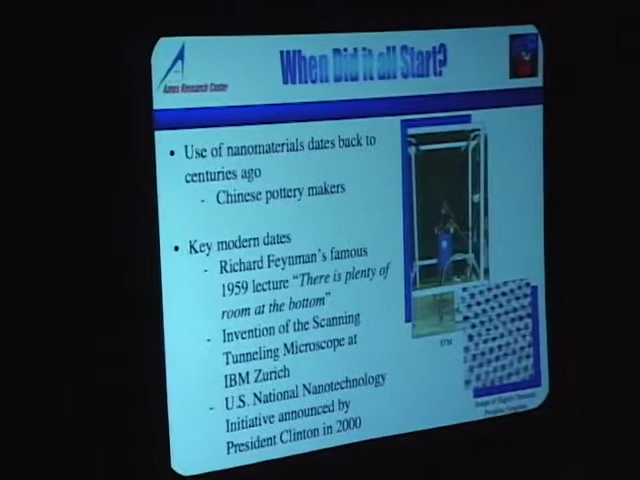 When Did it all Start?
Ames Research Center
• Use of nanomaterials dates back to
centuries ago
- Chinese pottery makers
• Key modern dates
- Richard Feynman's famous
1959 lecture "There is plenty of
room at the bottom"
- Invention of the Scanning
Tunneling Microscope at
IBM Zurich
- U.S. National Nanotechnology
Initiative announced by
President Clinton in 2000
STM